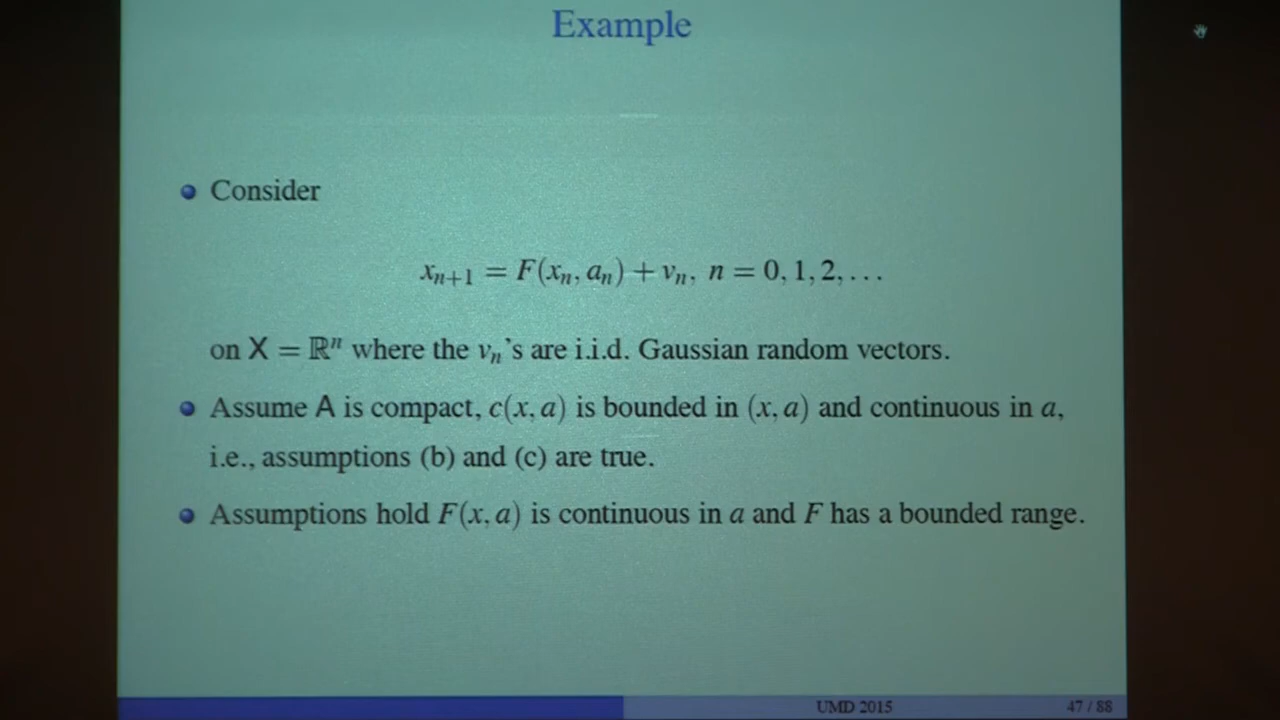 Example
Consider
xₙ₊₁ = F(xₙ, aₙ) + vₙ, n = 0, 1, 2, . . .
on X = ℝⁿ where the vₙ's are i.i.d. Gaussian random vectors.
Assume A is compact, c(x, a) is bounded in (x, a) and continuous in a,
i.e., assumptions (b) and (c) are true.
Assumptions hold F(x, a) is continuous in a and F has a bounded range.
UMD 2015
47 / 88